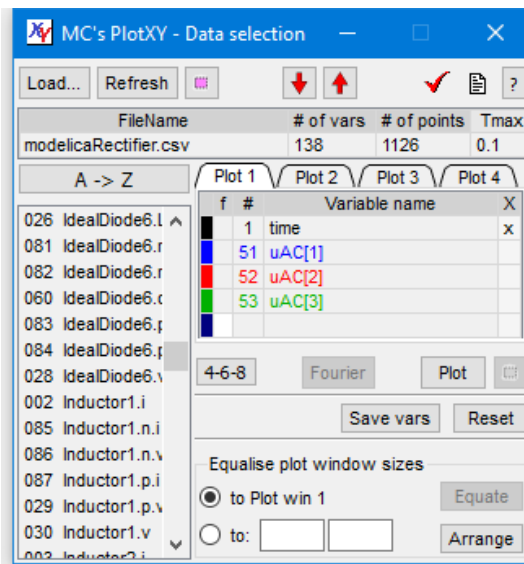 MC's PlotXY - Data selection
Load... Refresh ?
FileName # of vars # of points Tmax
modelicaRectifier.csv 138 1126 0.1
A -> Z
Plot 1 Plot 2 Plot 3 Plot 4
f # Variable name X
1 time x
51 uAC[1]
52 uAC[2]
53 uAC[3]
026 IdealDiode6.L
081 IdealDiode6.r
082 IdealDiode6.r
060 IdealDiode6.c
083 IdealDiode6.p
084 IdealDiode6.p
028 IdealDiode6.v
002 Inductor1.i
085 Inductor1.n.i
086 Inductor1.n.v
087 Inductor1.p.i
029 Inductor1.p.v
030 Inductor1.v
003 Inductor2.i
4-6-8 Fourier Plot
Save vars Reset
Equalise plot window sizes
to Plot win 1 Equate
to: Arrange